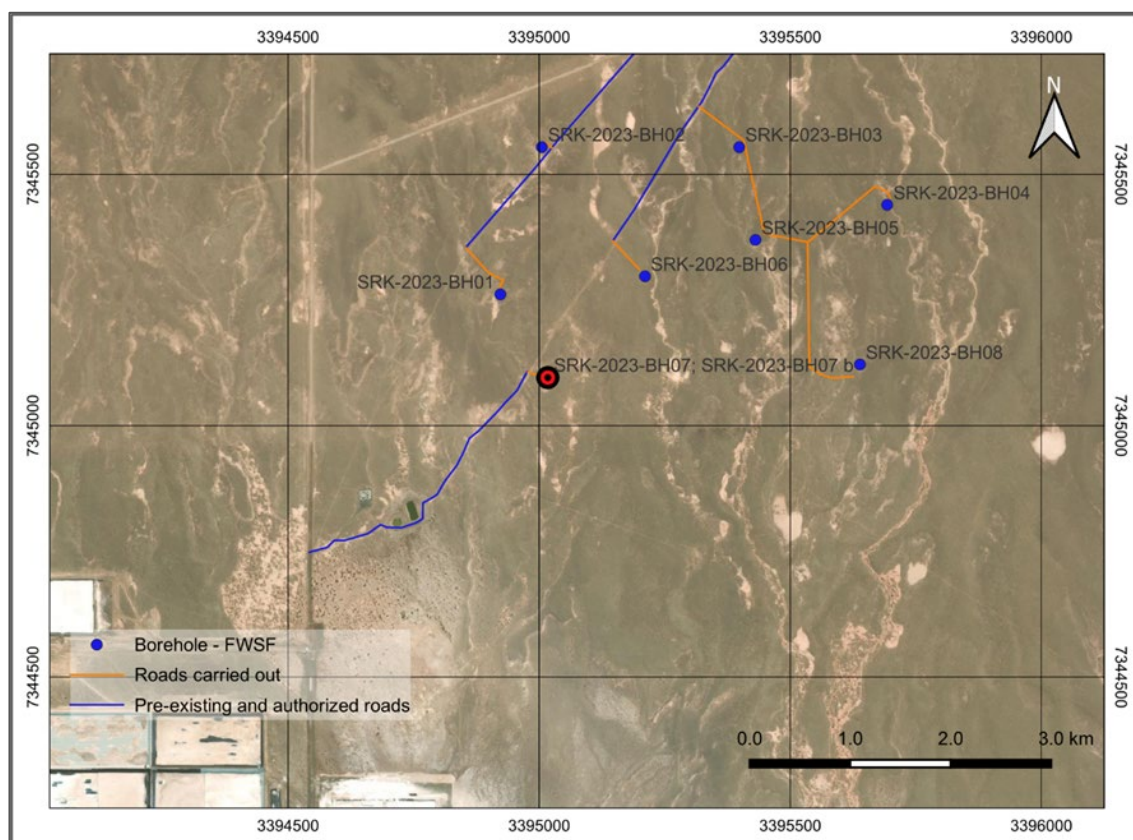 3394500 3395000 3395500 3396000
N
SRK-2023-BH02
SRK-2023-BH03
7345500
7345500
SRK-2023-BH04
SRK-2023-BH05
SRK-2023-BH06
SRK-2023-BH01
SRK-2023-BH07; SRK-2023-BH07 b
SRK-2023-BH08
7345000
7345000
Borehole - FWSF
Roads carried out
Pre-existing and authorized roads
7344500
7344500
0.0 1.0 2.0 3.0 km
3394500 3395000 3395500 3396000